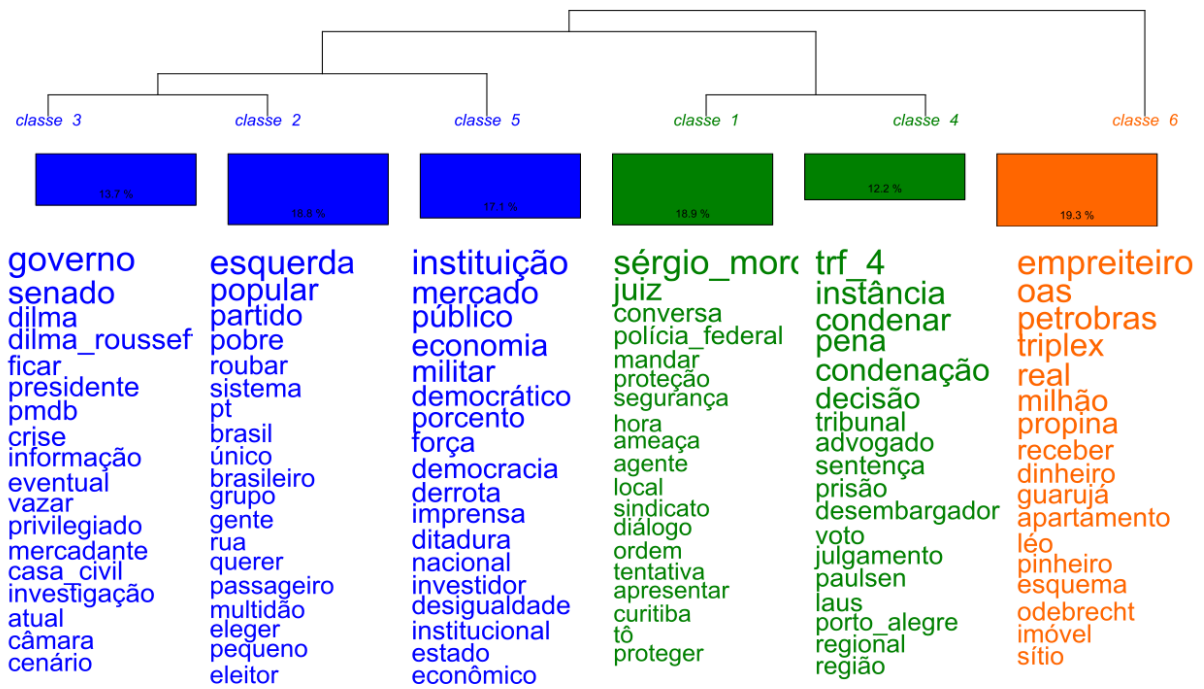 classe 3
classe 2
classe 5
classe 1
classe 4
classe 6
13.7 %
18.8 %
17.1 %
18.9 %
12.2 %
19.3 %
governo
senado
dilma
dilma_roussef
ficar
presidente
pmdb
crise
informação
eventual
vazar
privilegiado
mercadante
casa_civil
investigação
atual
câmara
cenário
esquerda
popular
partido
pobre
roubar
sistema
pt
brasil
único
brasileiro
grupo
gente
rua
querer
passageiro
multidão
eleger
pequeno
eleitor
instituição
mercado
público
economia
militar
democrático
porcento
força
democracia
derrota
imprensa
ditadura
nacional
investidor
desigualdade
institucional
estado
econômico
sérgio_moro
juiz
conversa
polícia_federal
mandar
proteção
segurança
hora
ameaça
agente
local
sindicato
diálogo
ordem
tentativa
apresentar
curitiba
tô
proteger
trf_4
instância
condenar
pena
condenação
decisão
tribunal
advogado
sentença
prisão
desembargador
voto
julgamento
paulsen
laus
porto_alegre
regional
região
empreiteiro
oas
petrobras
triplex
real
milhão
propina
receber
dinheiro
guarujá
apartamento
léo
pinheiro
esquema
odebrecht
imóvel
sítio